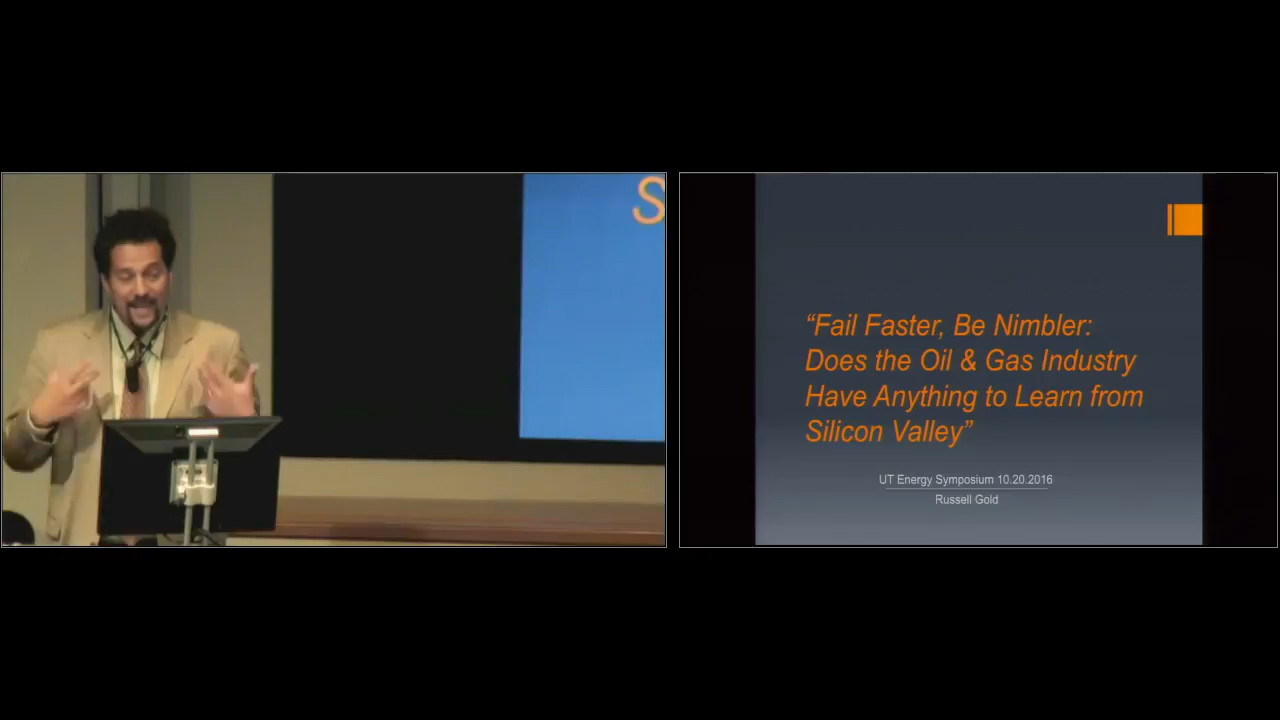 S
“Fail Faster, Be Nimbler:
Does the Oil & Gas Industry
Have Anything to Learn from
Silicon Valley”
UT Energy Symposium 10.20.2016
Russell Gold